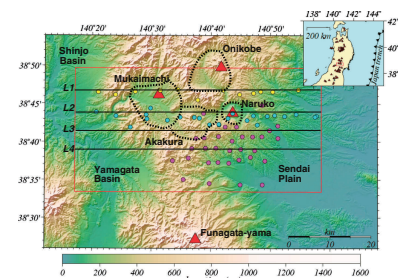 140°20' 140°30' 140°40' 140°50' 138° 140° 142° 144°
42°
200 km
40°
38°
Japan trench
Shinjo
Basin
Onikobe
38°50'
Mukaimachi
L1
38°45'
L2
Naruko
L3
38°40'
Akakura
L4
Yamagata
Basin
Sendai
Plain
38°35'
38°30'
Funagata-yama
km
0 10 20
0 200 400 600 800 1000 1200 1400 1600